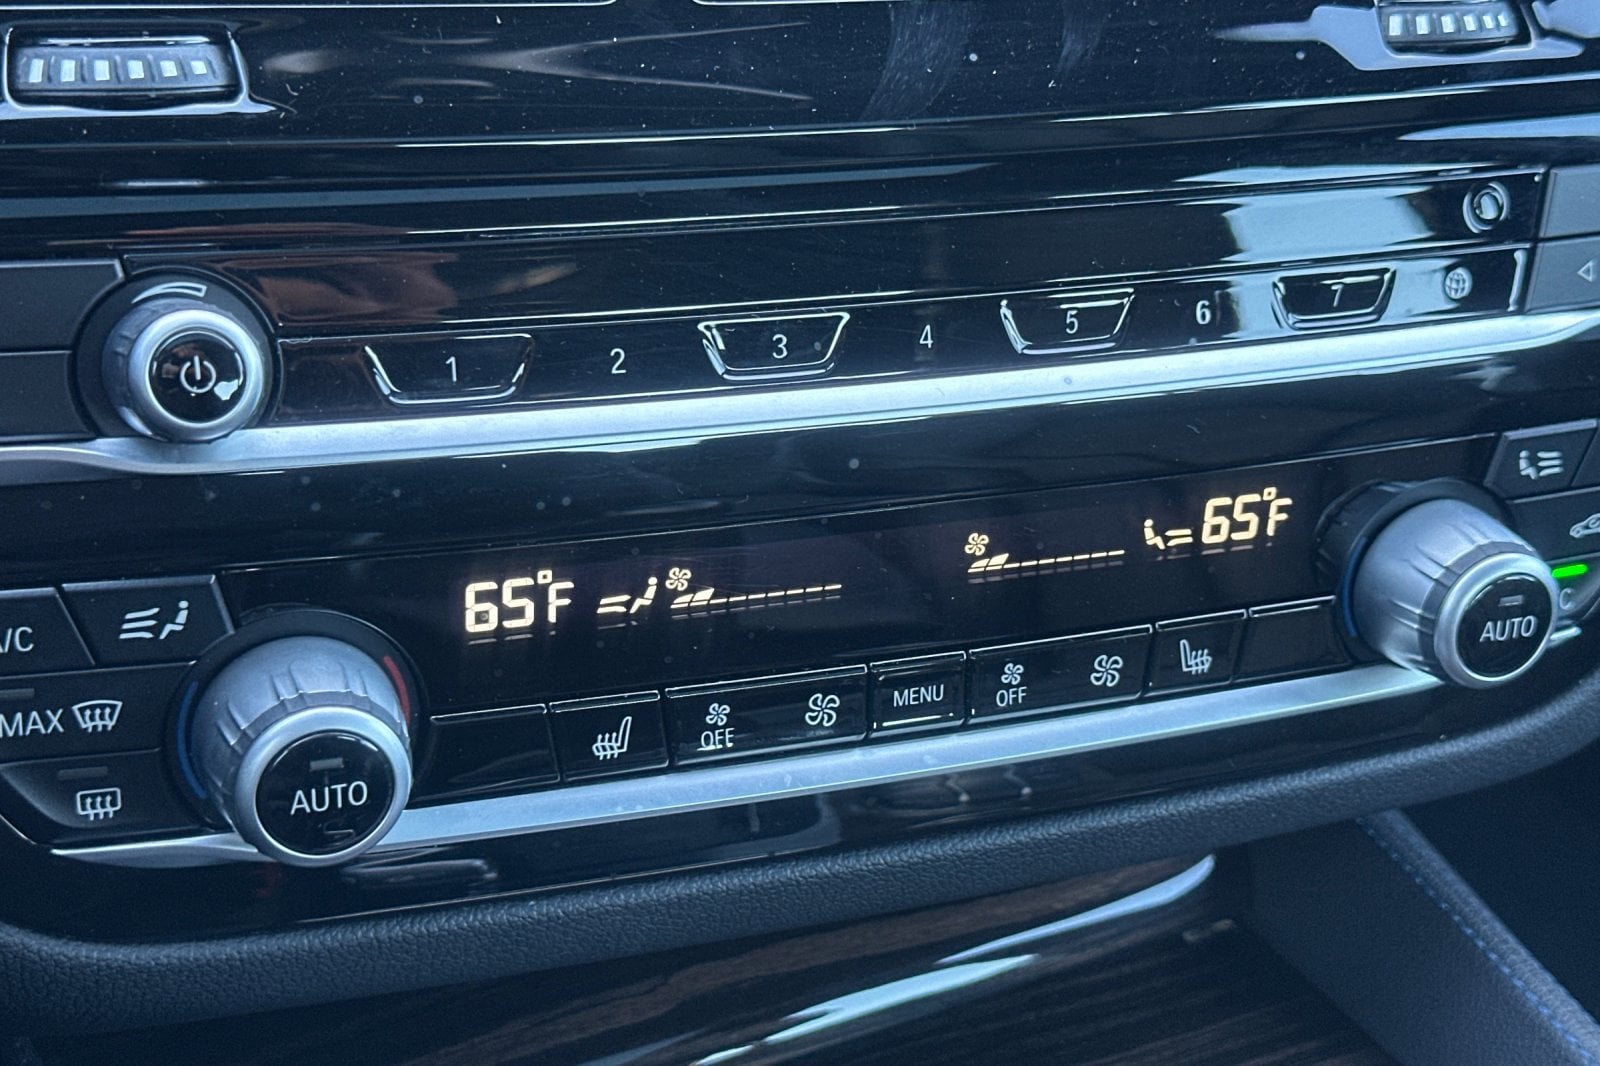 1 2 3 4 5 6 7
65°F
65°F
A/C
MAX
AUTO
OFF
MENU
OFF
AUTO
C